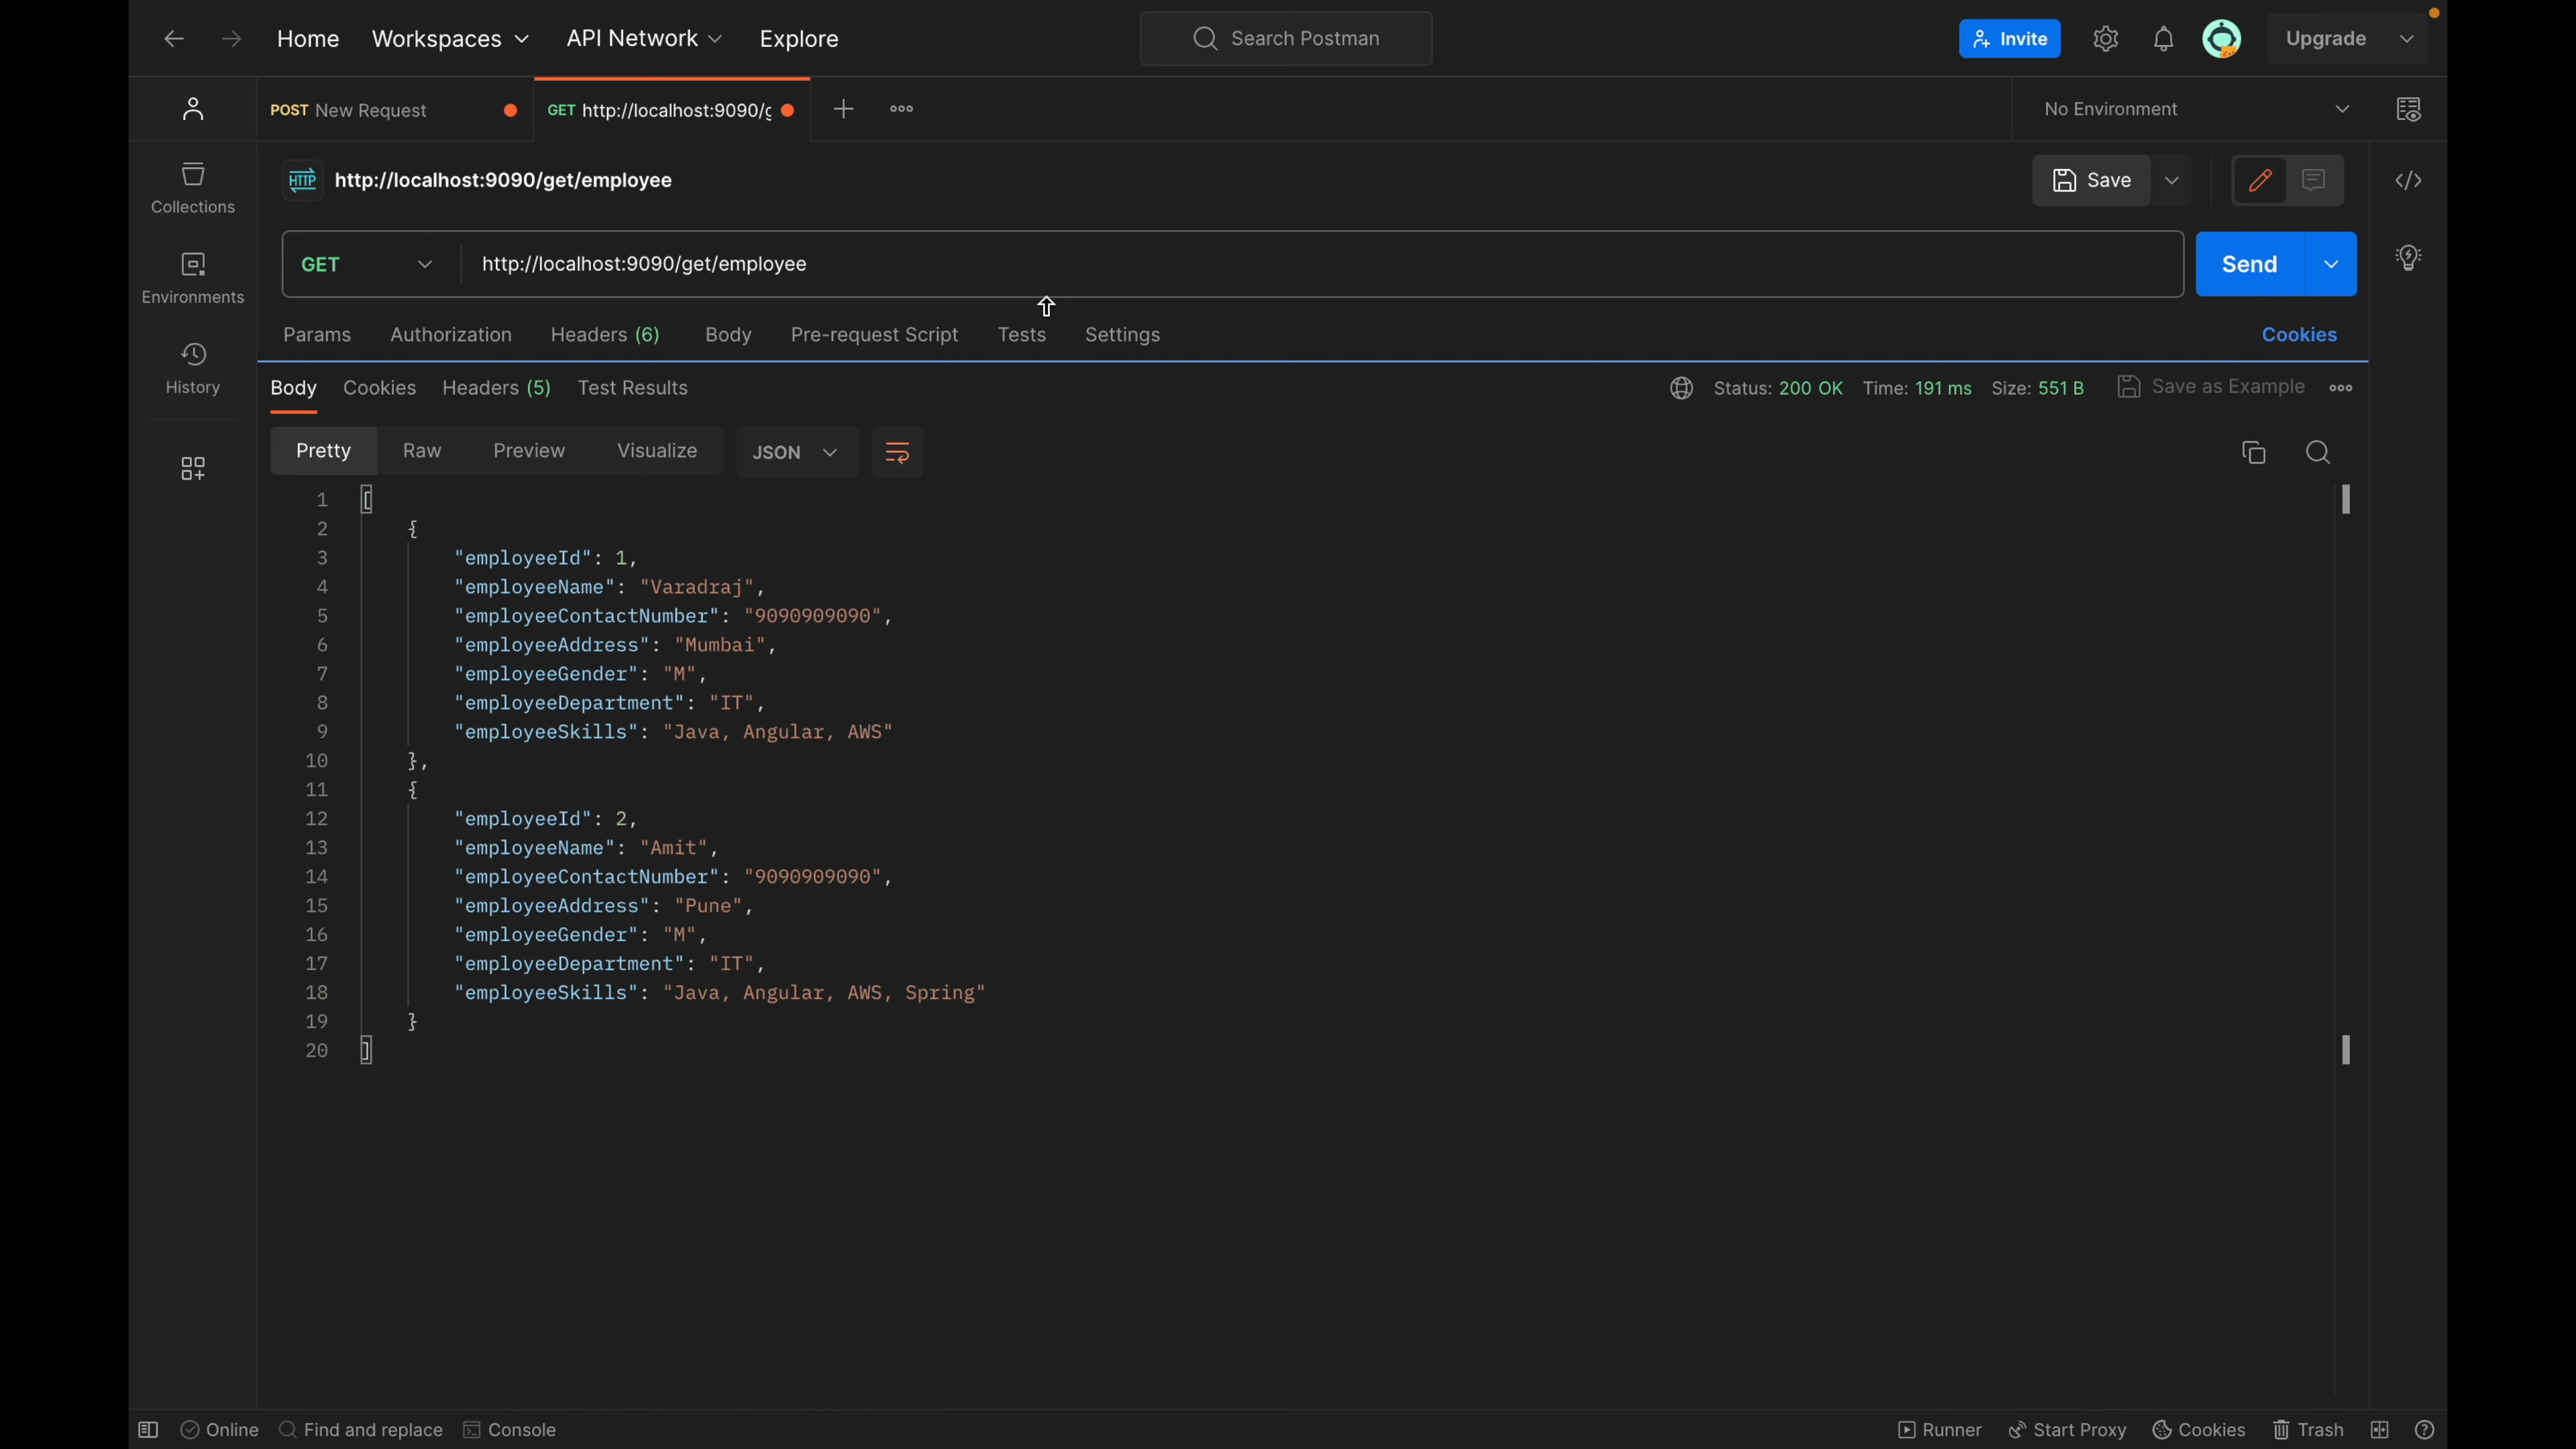 Home Workspaces API Network Explore Search Postman Invite Upgrade
POST New Request GET http://localhost:9090/g No Environment
HTTP http://localhost:9090/get/employee Save
Collections
GET http://localhost:9090/get/employee Send
Environments
Params Authorization Headers (6) Body Pre-request Script Tests Settings Cookies
History
Body Cookies Headers (5) Test Results Status: 200 OK Time: 191 ms Size: 551 B Save as Example
Pretty Raw Preview Visualize JSON
1 [
2 {
3 "employeeId": 1,
4 "employeeName": "Varadraj",
5 "employeeContactNumber": "9090909090",
6 "employeeAddress": "Mumbai",
7 "employeeGender": "M",
8 "employeeDepartment": "IT",
9 "employeeSkills": "Java, Angular, AWS"
10 },
11 {
12 "employeeId": 2,
13 "employeeName": "Amit",
14 "employeeContactNumber": "9090909090",
15 "employeeAddress": "Pune",
16 "employeeGender": "M",
17 "employeeDepartment": "IT",
18 "employeeSkills": "Java, Angular, AWS, Spring"
19 }
20 ]
Online Find and replace Console Runner Start Proxy Cookies Trash